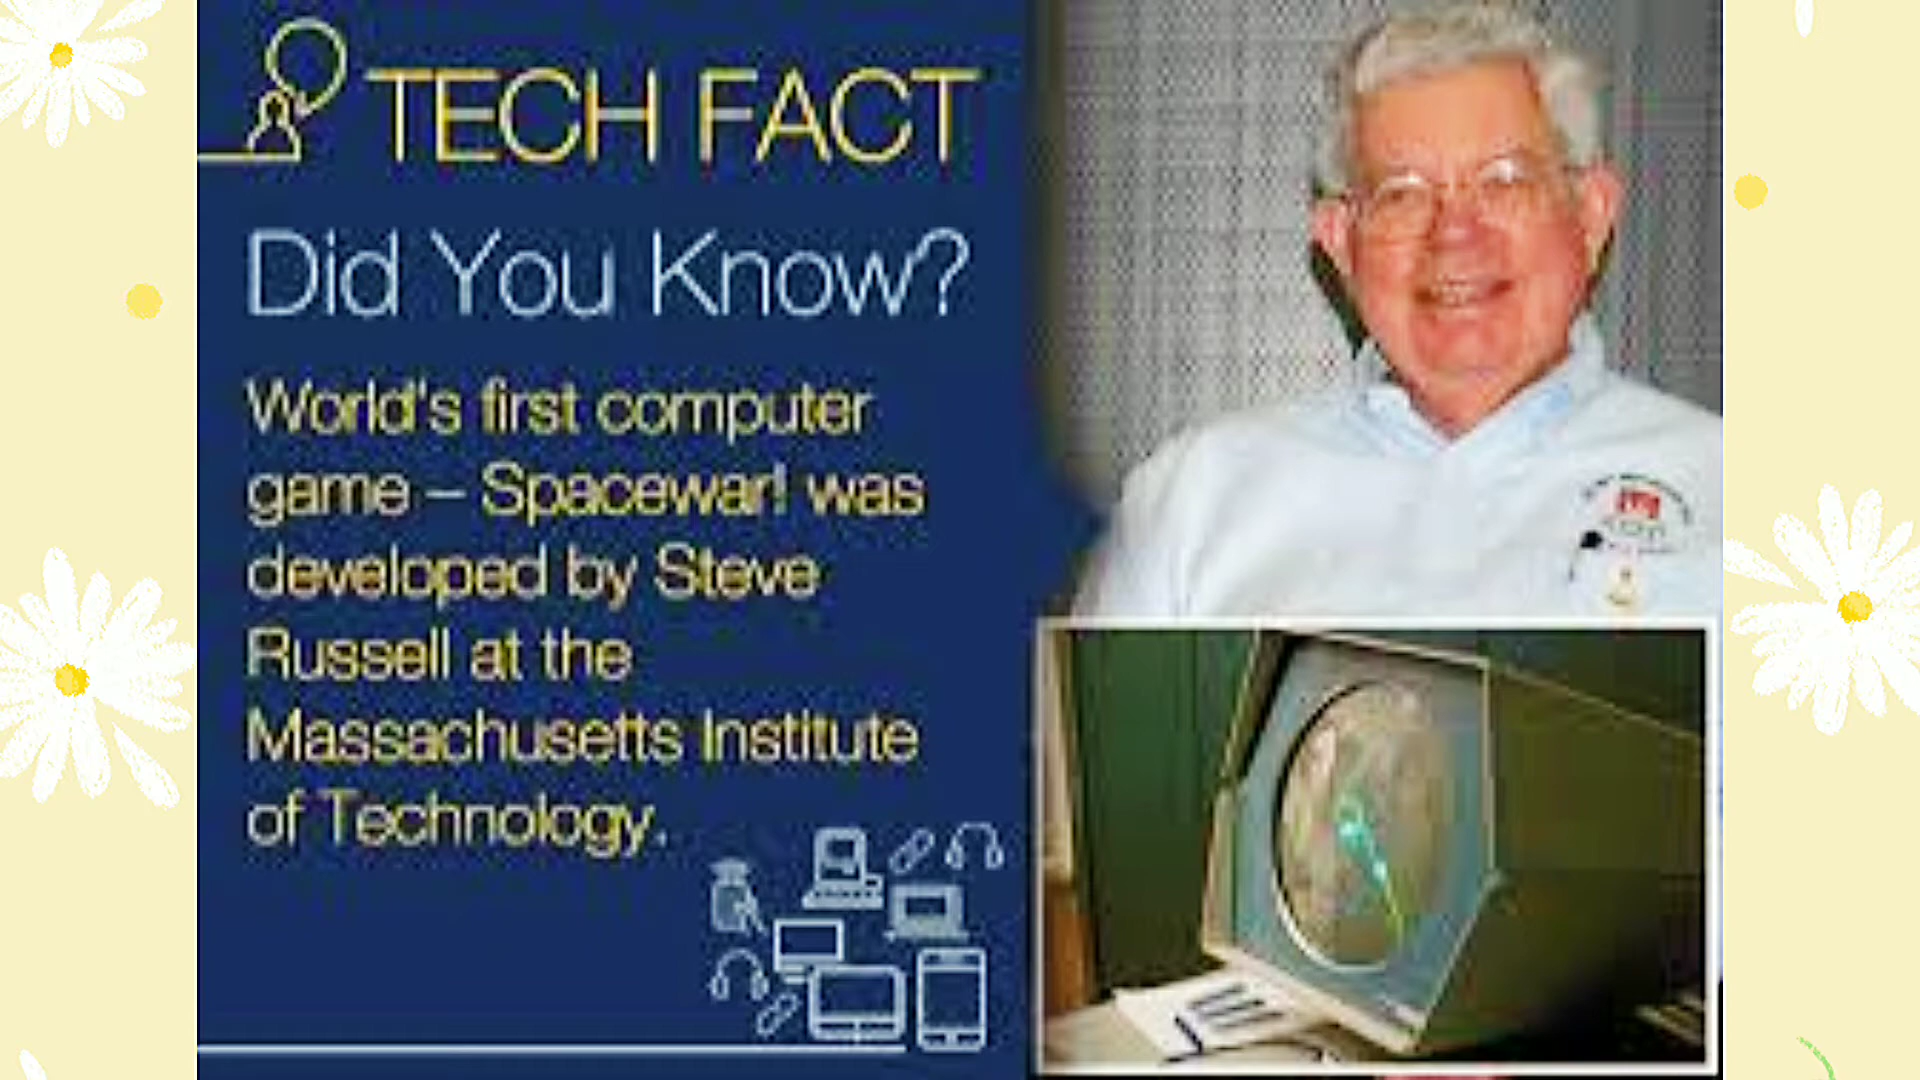 TECH FACT
Did You Know?
World's first computer
game – Spacewar! was
developed by Steve
Russell at the
Massachusetts Institute
of Technology.